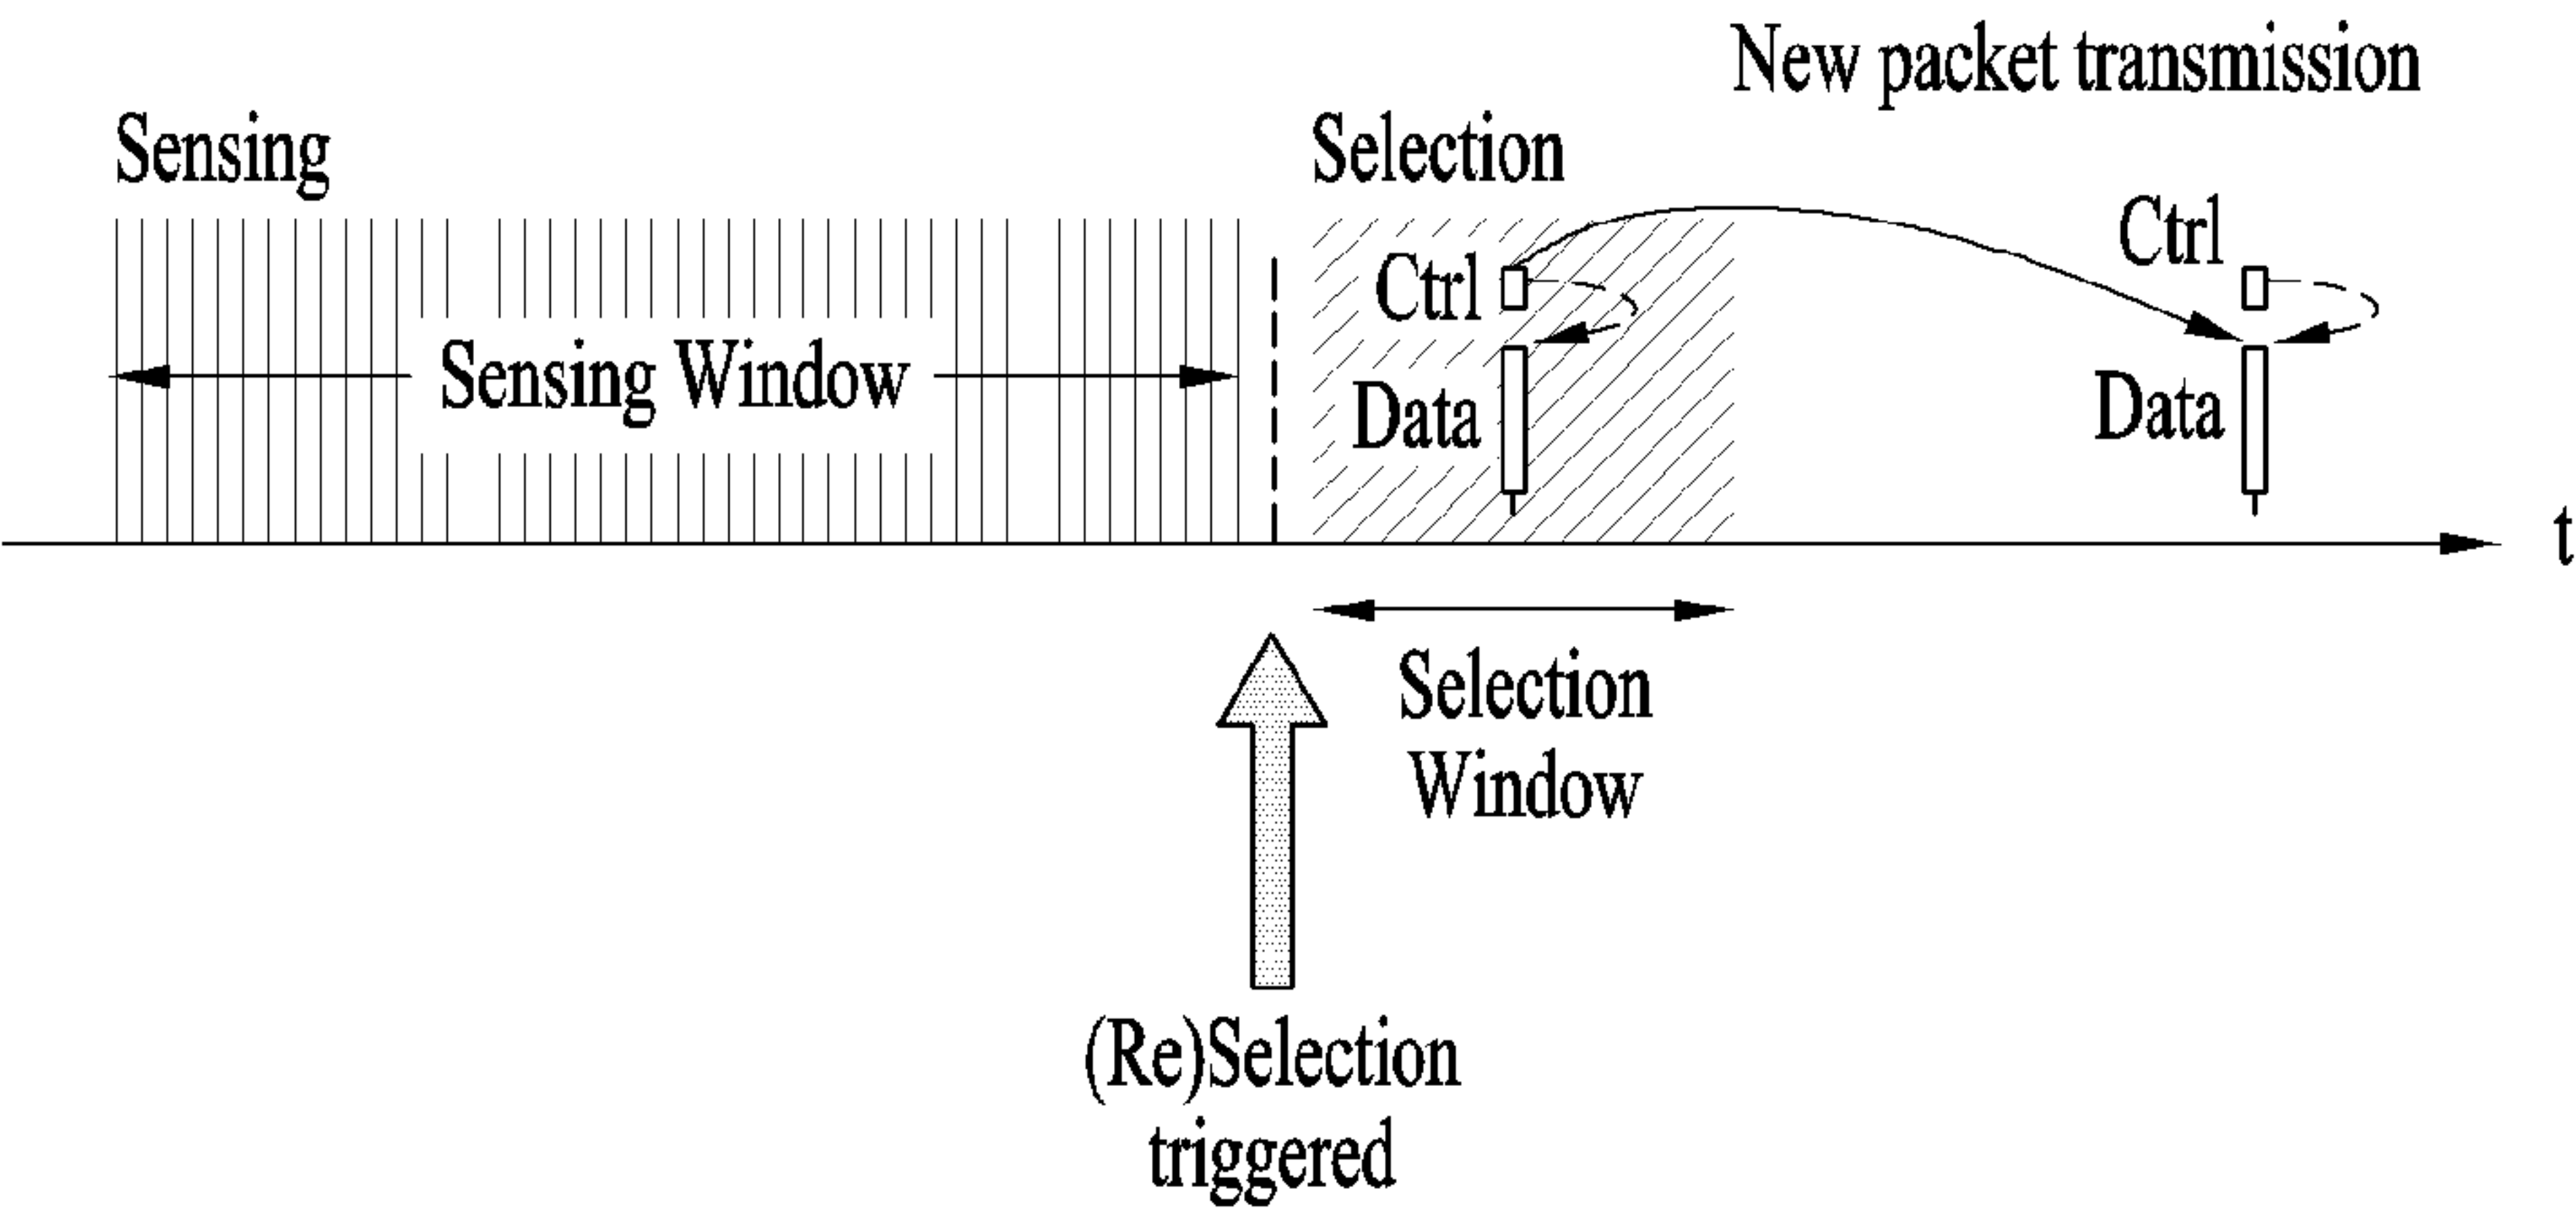 New packet transmission
Sensing
Selection
Ctrl
Ctrl
Sensing Window
Data
Data
t
Selection
Window
(Re)Selection
triggered